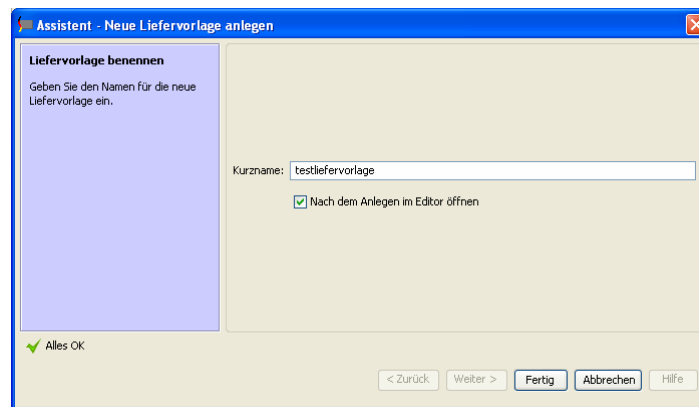 Assistent - Neue Liefervorlage anlegen
Liefervorlage benennen
Geben Sie den Namen für die neue
Liefervorlage ein.
Kurzname: testliefervorlage
Nach dem Anlegen im Editor öffnen
Alles OK
< Zurück Weiter > Fertig Abbrechen Hilfe